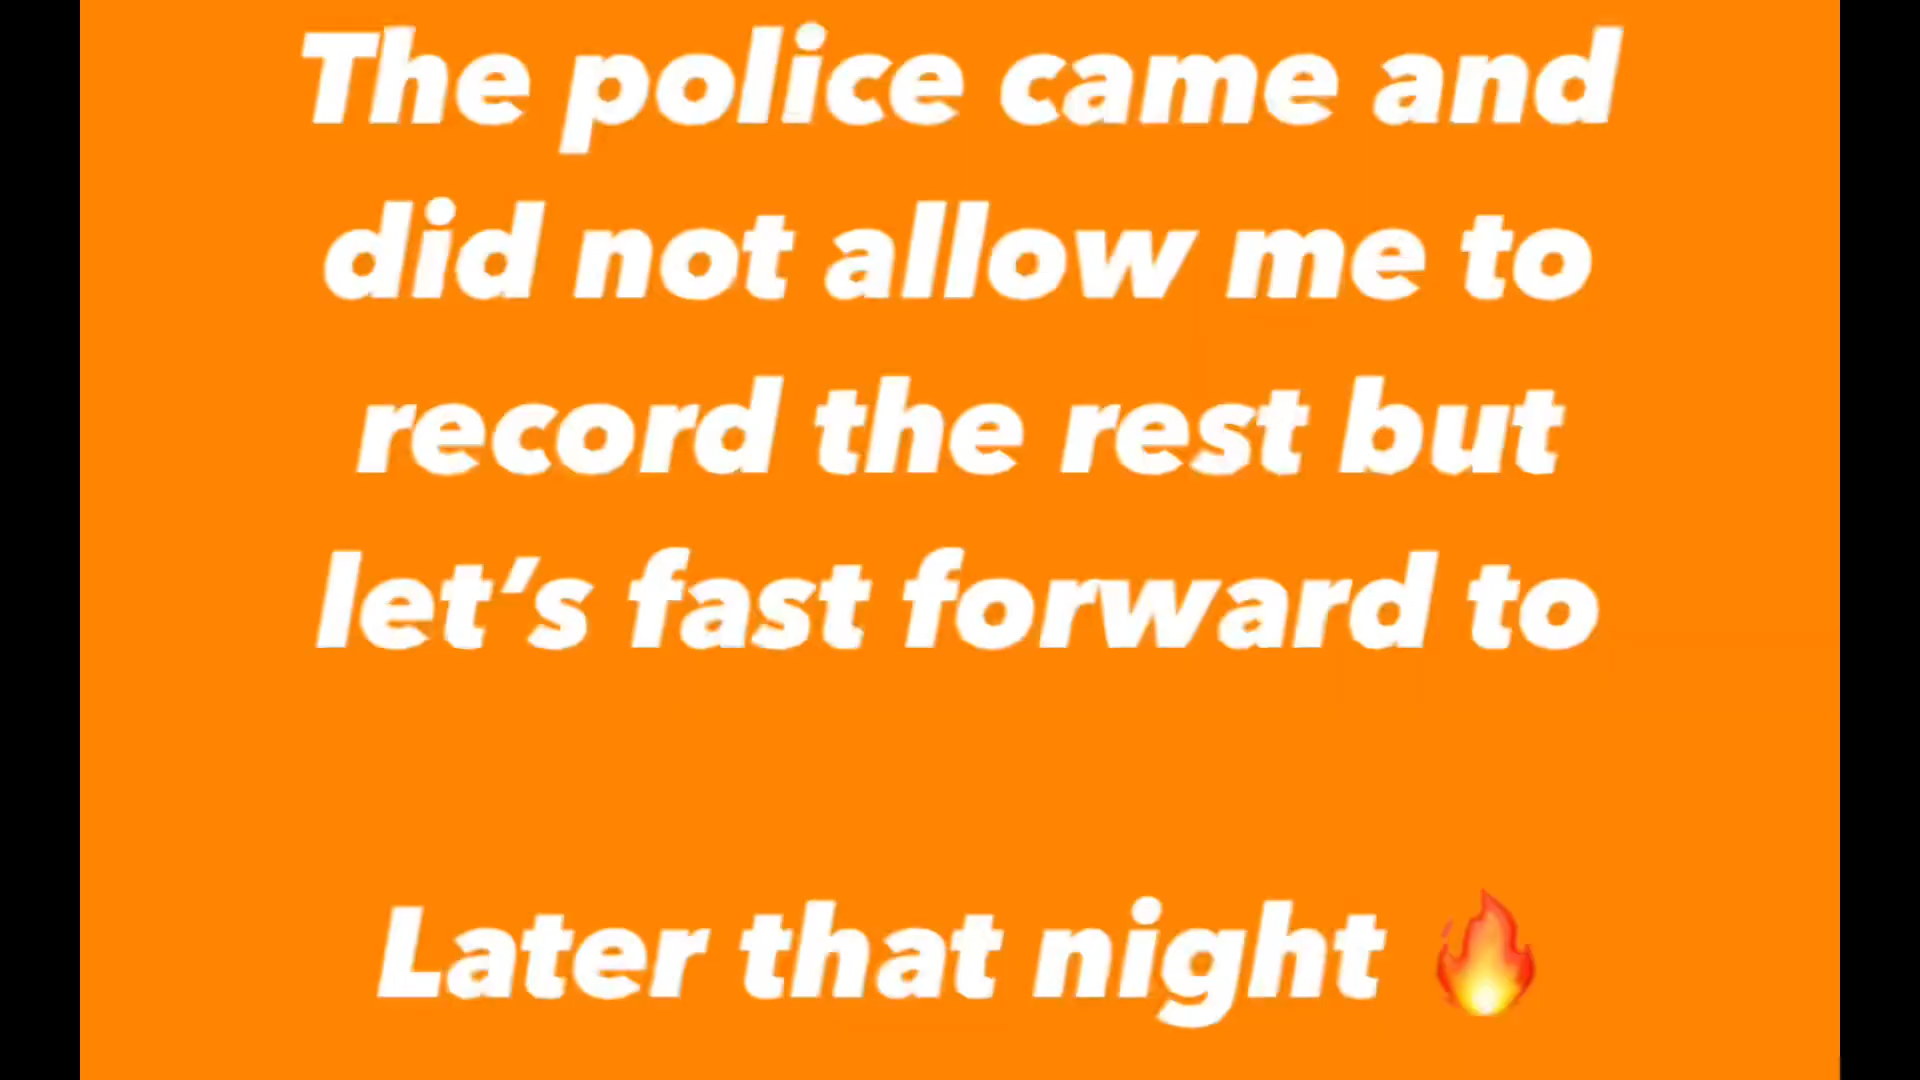 The police came and
did not allow me to
record the rest but
let’s fast forward to
Later that night 🔥